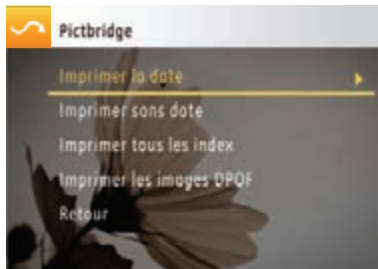 Pictbridge
Imprimer la date
Imprimer sans date
Imprimer tous les index
Imprimer les images DPOF
Retour